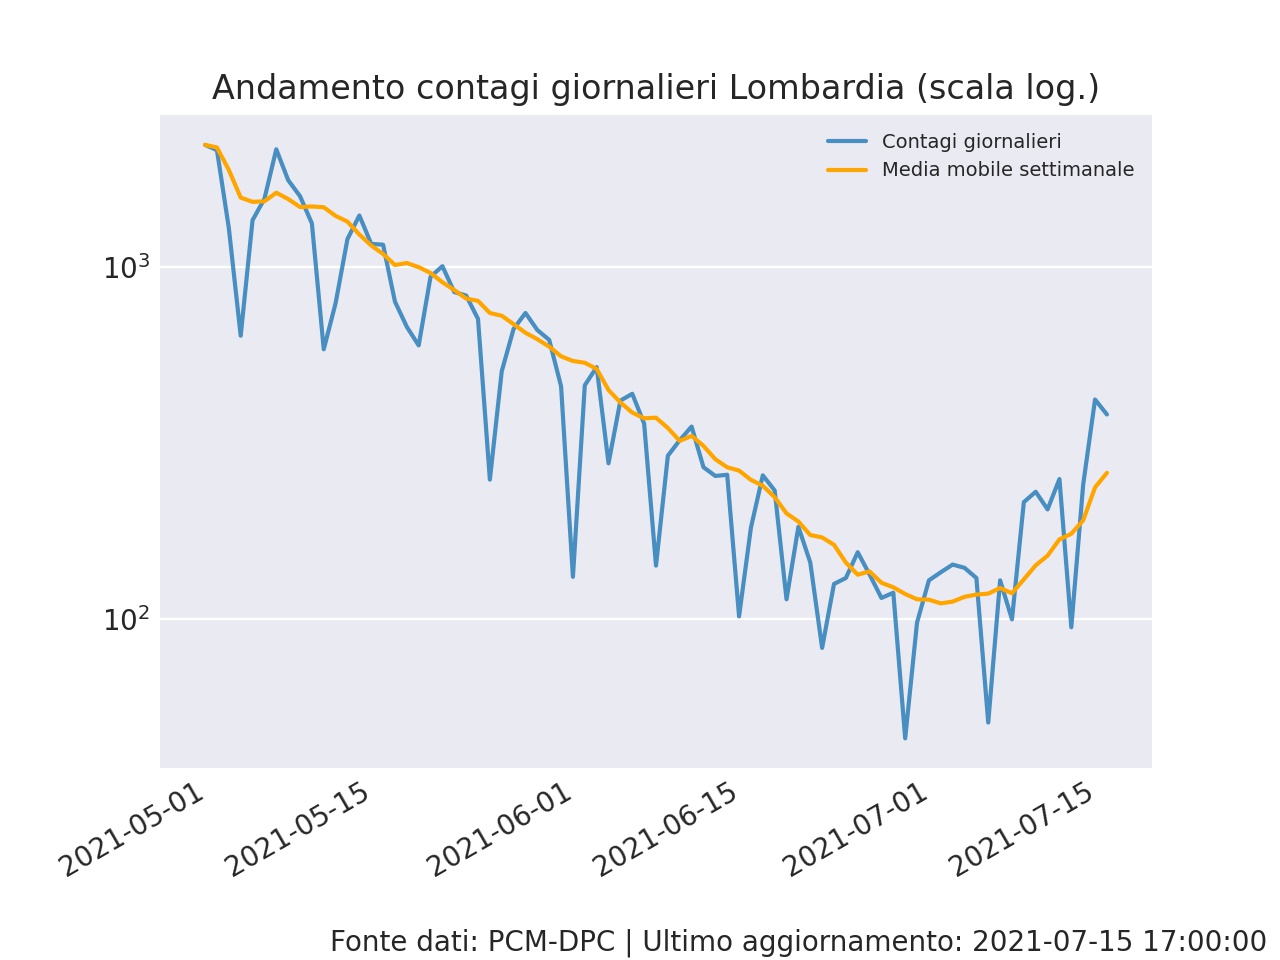 Andamento contagi giornalieri Lombardia (scala log.)
Contagi giornalieri
Media mobile settimanale
10³
10²
2021-05-01
2021-05-15
2021-06-01
2021-06-15
2021-07-01
2021-07-15
Fonte dati: PCM-DPC | Ultimo aggiornamento: 2021-07-15 17:00:00